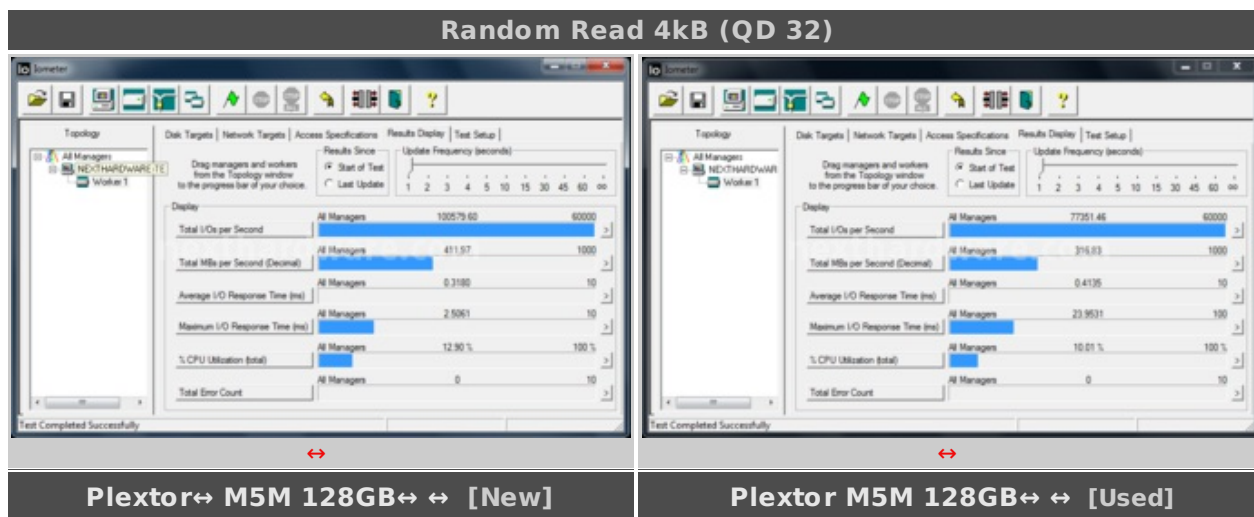 Random Read 4kB (QD 32)
Iometer
Topology
All Managers
NEXTHARDWARE-TE
Worker 1
Disk Targets | Network Targets | Access Specifications | Results Display | Test Setup
Drag managers and workers
from the Topology window
to the progress bar of your choice.
Results Since
Start of Test
Last Update
Update Frequency (seconds)
1 2 3 4 5 10 15 30 45 60 ∞
Display
All Managers 100579.60 60000
Total I/Os per Second
All Managers 411.97 1000
Total MBs per Second (Decimal)
All Managers 0.3180 10
Average I/O Response Time (ms)
All Managers 2.5061 10
Maximum I/O Response Time (ms)
All Managers 12.90 % 100 %
% CPU Utilization (total)
All Managers 0 10
Total Error Count
Test Completed Successfully
Iometer
Topology
All Managers
NEXTHARDWAR
Worker 1
Disk Targets | Network Targets | Access Specifications | Results Display | Test Setup
Drag managers and workers
from the Topology window
to the progress bar of your choice.
Results Since
Start of Test
Last Update
Update Frequency (seconds)
1 2 3 4 5 10 15 30 45 60 ∞
Display
All Managers 77351.46 60000
Total I/Os per Second
All Managers 316.83 1000
Total MBs per Second (Decimal)
All Managers 0.4135 10
Average I/O Response Time (ms)
All Managers 23.9531 100
Maximum I/O Response Time (ms)
All Managers 10.01 % 100 %
% CPU Utilization (total)
All Managers 0 10
Total Error Count
Test Completed Successfully
↔
↔
Plextor↔ M5M 128GB↔ ↔ [New]
Plextor M5M 128GB↔ ↔ [Used]